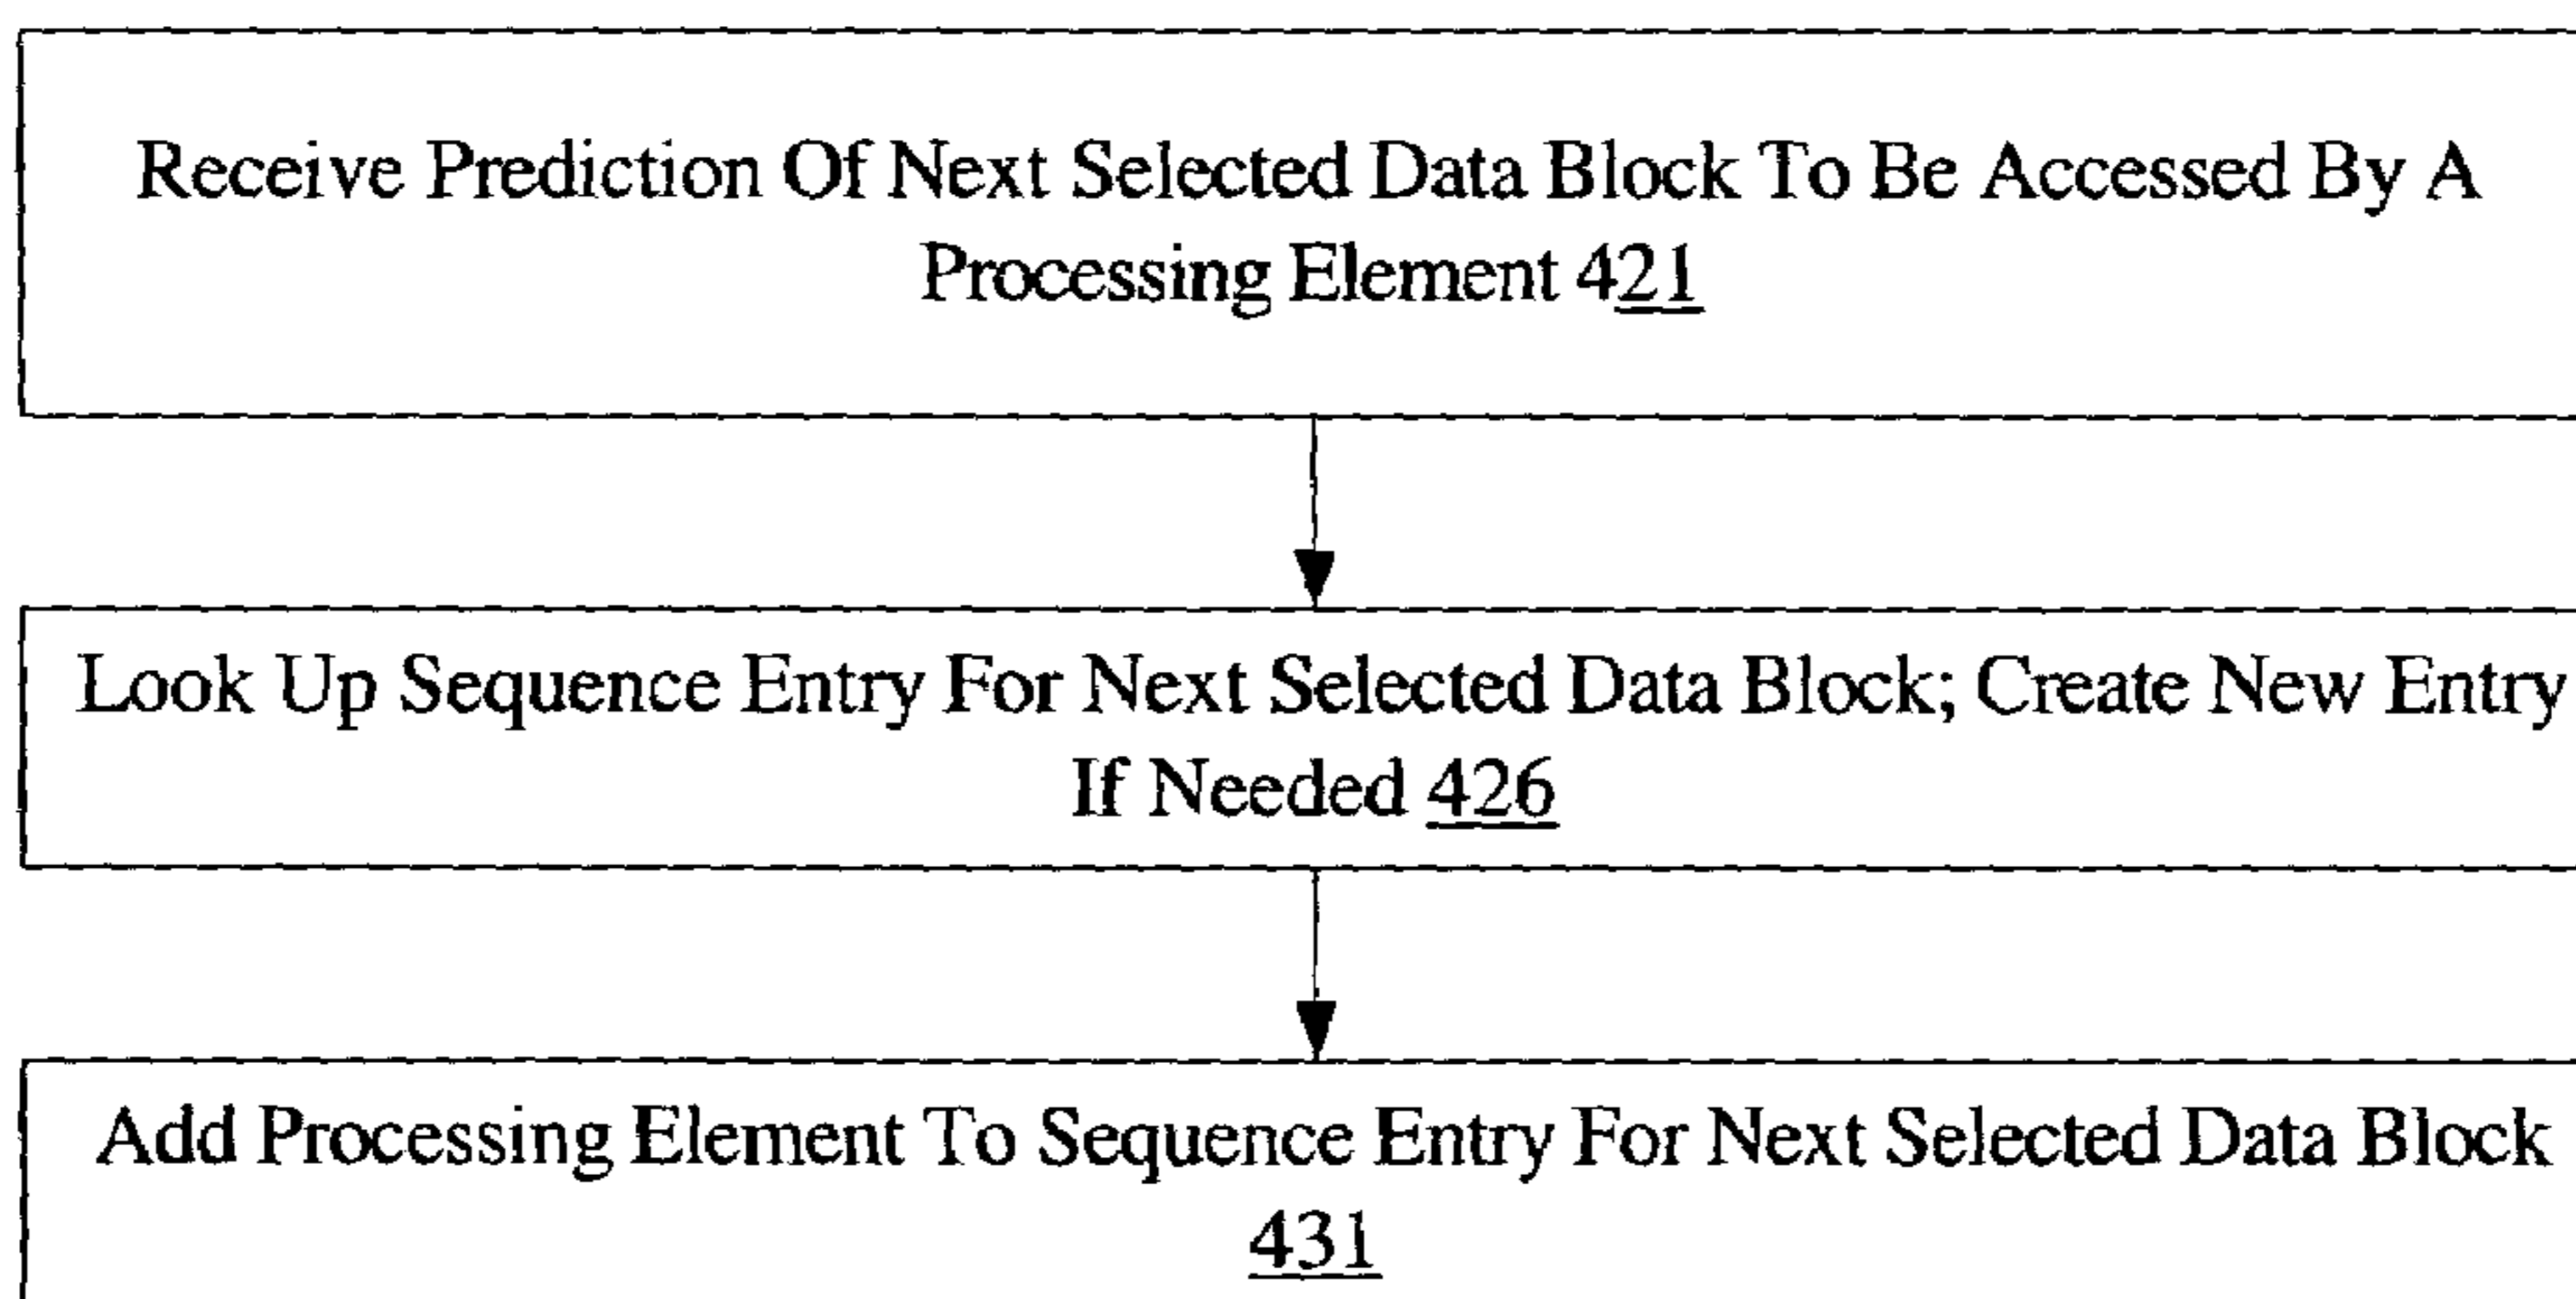 Receive Prediction Of Next Selected Data Block To Be Accessed By A
Processing Element 421
Look Up Sequence Entry For Next Selected Data Block; Create New Entry
If Needed 426
Add Processing Element To Sequence Entry For Next Selected Data Block
431